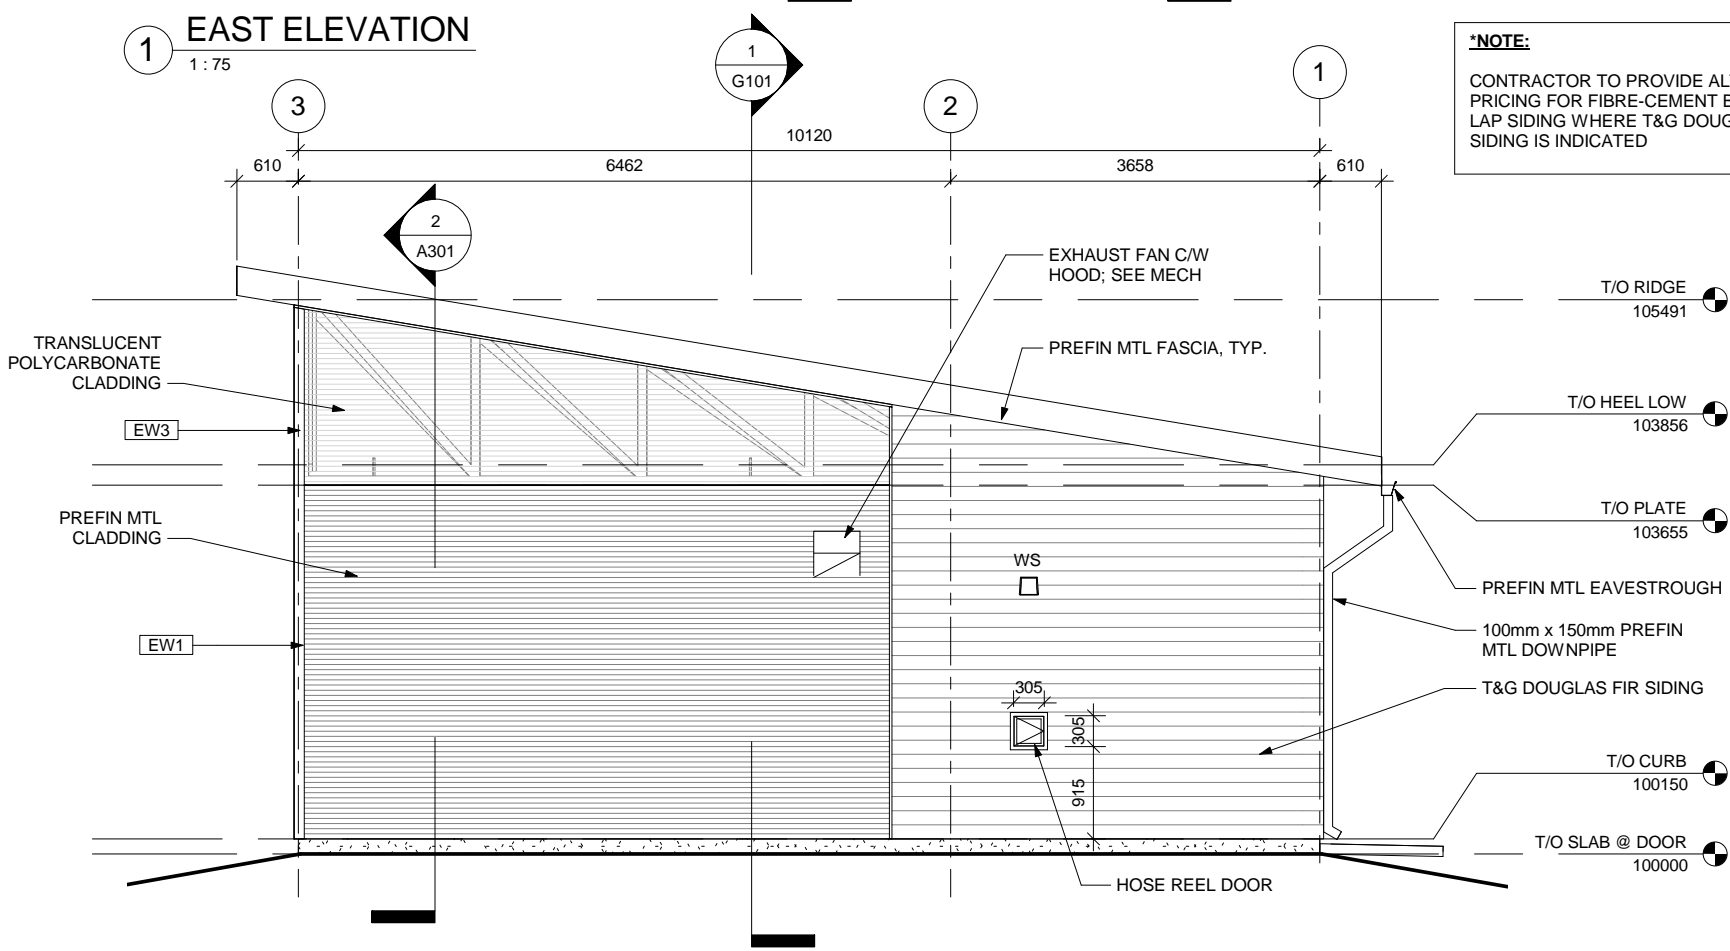 1
EAST ELEVATION
1 : 75
1
G101
3
2
1
10120
610
6462
3658
610
*NOTE:
CONTRACTOR TO PROVIDE
PRICING FOR FIBRE-CEMENT
LAP SIDING WHERE T&G
SIDING IS INDICATED
2
A301
EXHAUST FAN C/W
HOOD; SEE MECH
PREFIN MTL FASCIA, TYP.
TRANSLUCENT
POLYCARBONATE
CLADDING
EW3
PREFIN MTL
CLADDING
EW1
WS
305
305
915
HOSE REEL DOOR
T/O RIDGE
105491
T/O HEEL LOW
103856
T/O PLATE
103655
PREFIN MTL EAVESTROUGH
100mm x 150mm PREFIN
MTL DOWNPIPE
T&G DOUGLAS FIR SIDING
T/O CURB
100150
T/O SLAB @ DOOR
100000